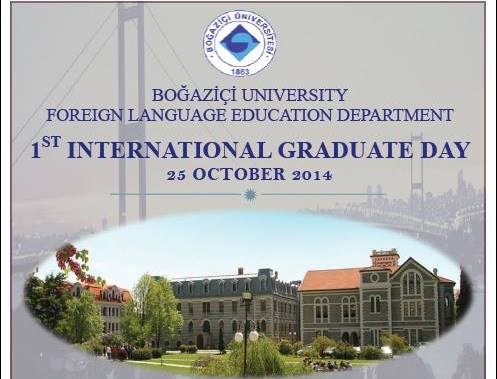 BOĞAZİÇİ ÜNİVERSİTESİ
1863
BOĞAZİÇİ UNIVERSITY
FOREIGN LANGUAGE EDUCATION DEPARTMENT
1ST INTERNATIONAL GRADUATE DAY
25 OCTOBER 2014